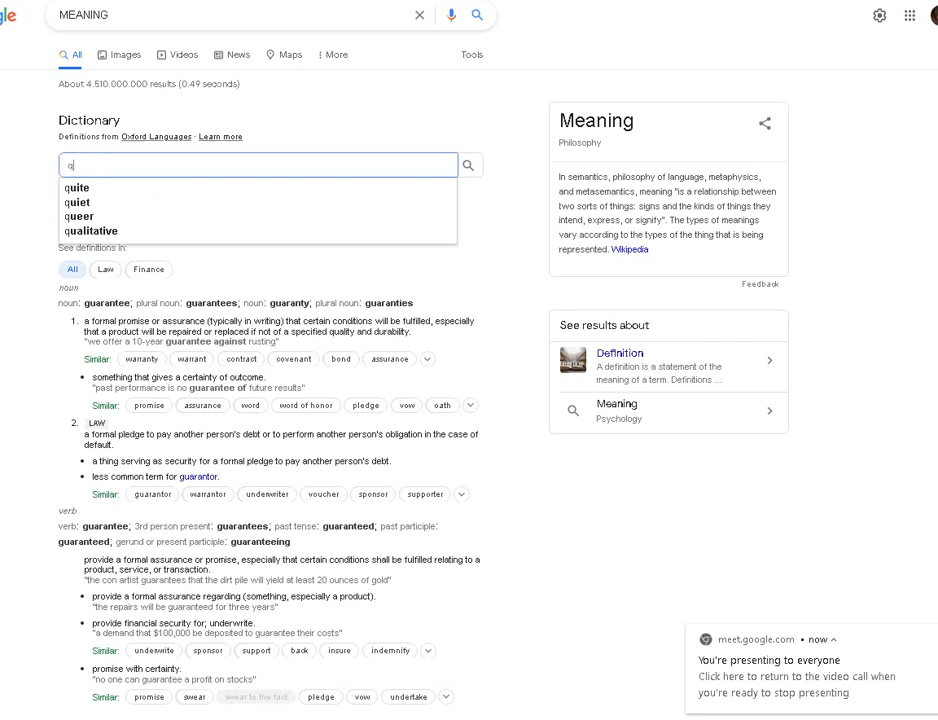 gle
MEANING
All Images Videos News Maps More Tools
About 4.510.000.000 results (0.49 seconds)
Dictionary
Definitions from Oxford Languages · Learn more
q
quite
quiet
queer
qualitative
See definitions in:
All Law Finance
noun
noun: guarantee; plural noun: guarantees; noun: guaranty; plural noun: guaranties
1. a formal promise or assurance (typically in writing) that certain conditions will be fulfilled, especially
that a product will be repaired or replaced if not of a specified quality and durability.
"we offer a 10-year guarantee against rusting"
Similar: warranty warrant contract covenant bond assurance
• something that gives a certainty of outcome.
"past performance is no guarantee of future results"
Similar: promise assurance word word of honor pledge vow oath
2. LAW
a formal pledge to pay another person's debt or to perform another person's obligation in the case of
default.
• a thing serving as security for a formal pledge to pay another person's debt.
• less common term for guarantor.
Similar: guarantor warrantor underwriter voucher sponsor supporter
verb
verb: guarantee; 3rd person present: guarantees; past tense: guaranteed; past participle:
guaranteed; gerund or present participle: guaranteeing
provide a formal assurance or promise, especially that certain conditions shall be fulfilled relating to a
product, service, or transaction.
"the con artist guarantees that the dirt pile will yield at least 20 ounces of gold"
• provide a formal assurance regarding (something, especially a product).
"the repairs will be guaranteed for three years"
• provide financial security for; underwrite.
"a demand that $100,000 be deposited to guarantee their costs"
Similar: underwrite sponsor support back insure indemnify
• promise with certainty.
"no one can guarantee a profit on stocks"
Similar: promise swear swear to the fact pledge vow undertake
Meaning
Philosophy
In semantics, philosophy of language, metaphysics,
and metasemantics, meaning "is a relationship between
two sorts of things: signs and the kinds of things they
intend, express, or signify". The types of meanings
vary according to the types of the thing that is being
represented. Wikipedia
Feedback
See results about
Definition
A definition is a statement of the
meaning of a term. Definitions ...
Meaning
Psychology
meet.google.com • now
You're presenting to everyone
Click here to return to the video call when
you're ready to stop presenting